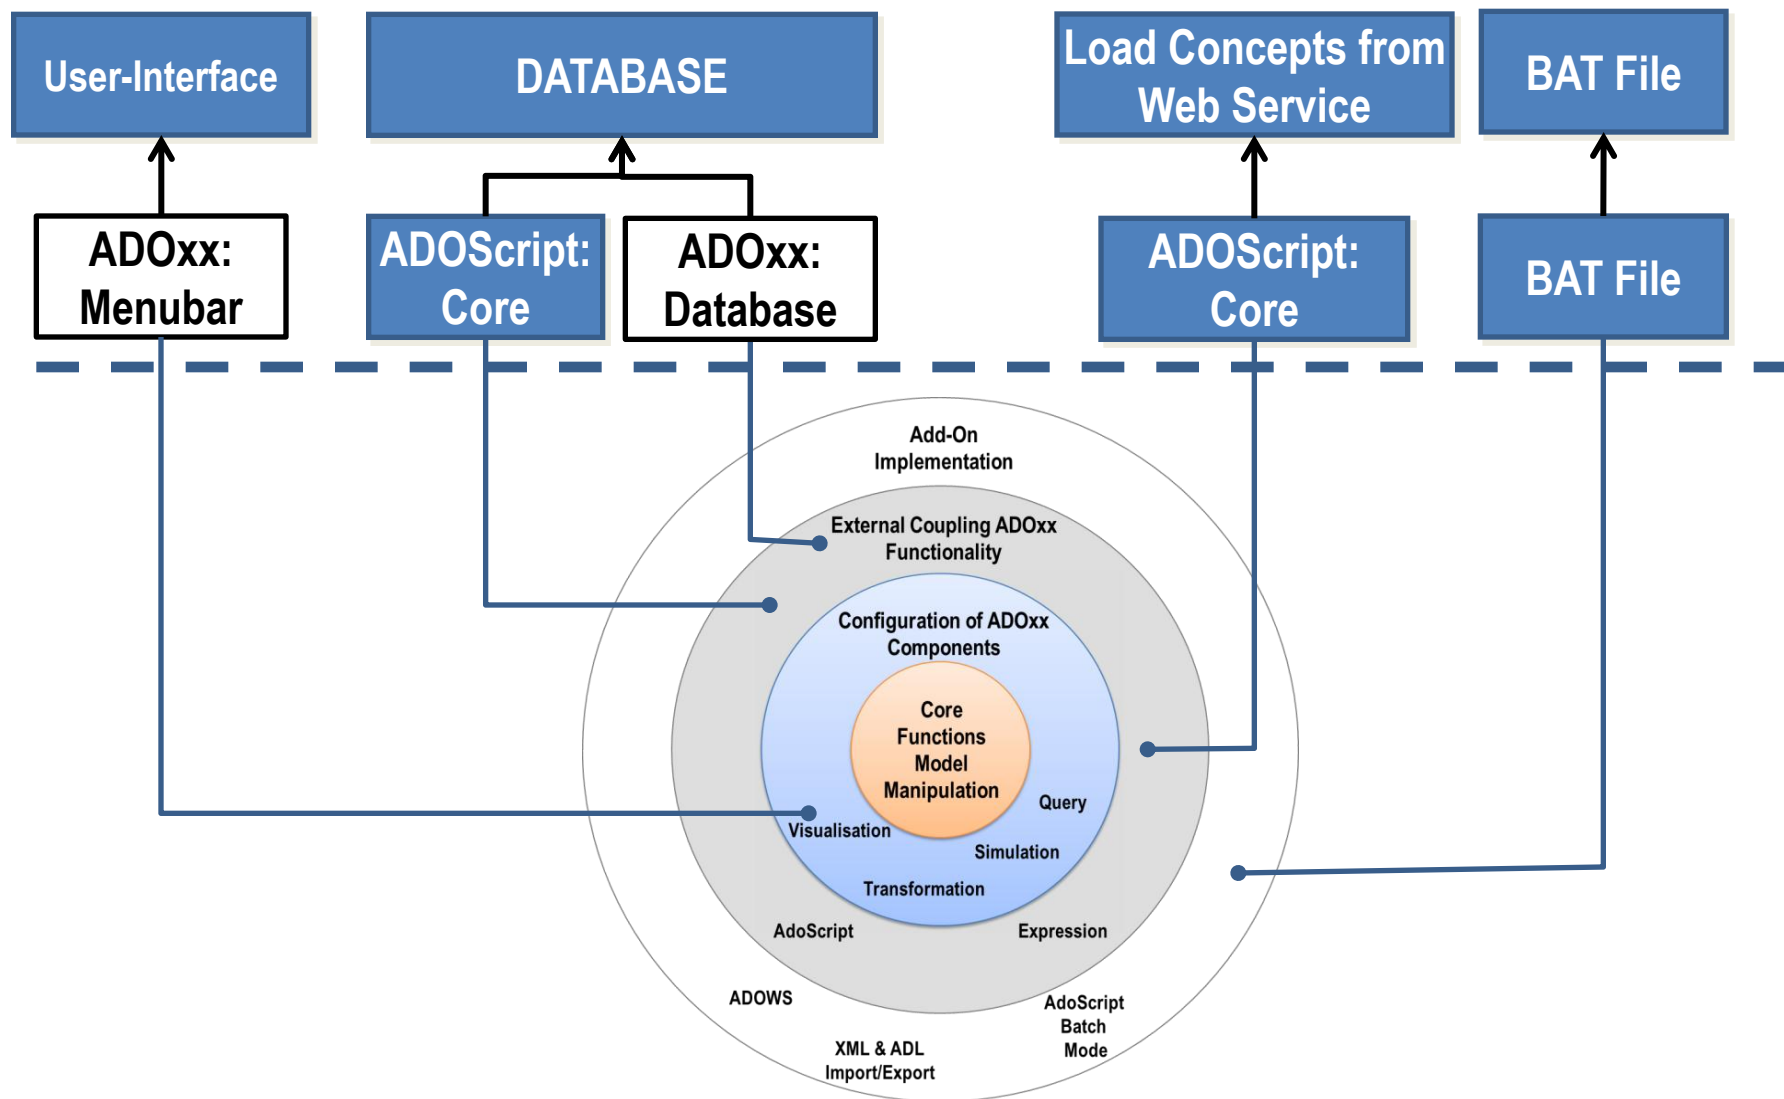 User-Interface
DATABASE
Load Concepts from
Web Service
BAT File
ADOxx:
Menubar
ADOScript:
Core
ADOxx:
Database
ADOScript:
Core
BAT File
Add-On
Implementation
External Coupling ADOxx
Functionality
Configuration of ADOxx
Components
Core
Functions
Model
Manipulation
Query
Visualisation
Simulation
Transformation
AdoScript
Expression
ADOWS
AdoScript
Batch
Mode
XML & ADL
Import/Export